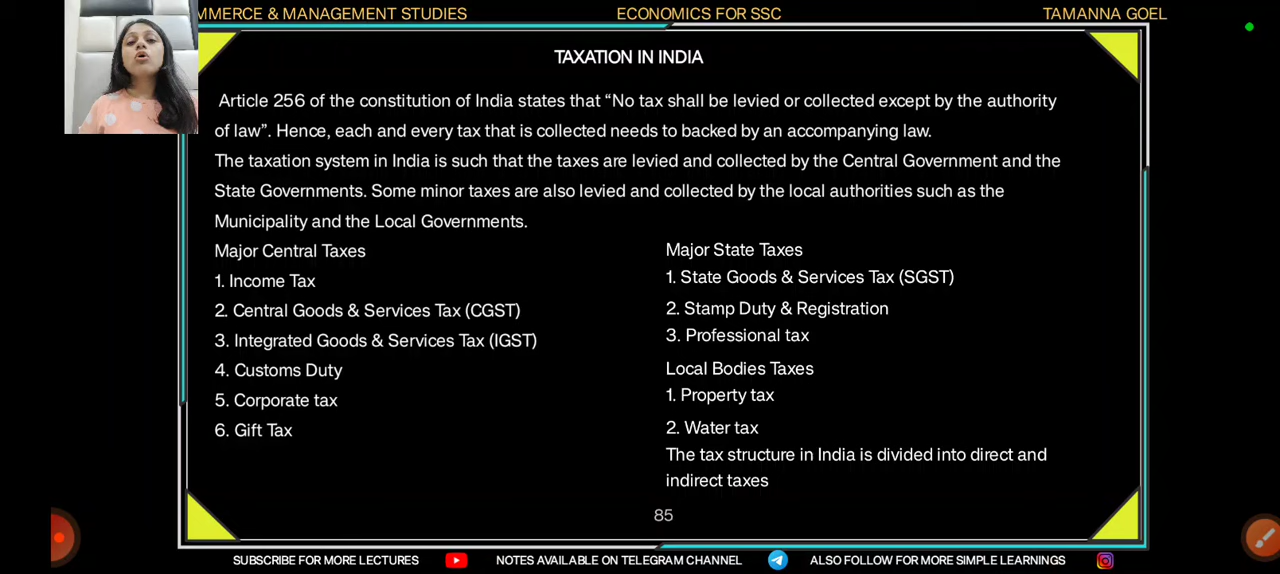 MMERCE & MANAGEMENT STUDIES
ECONOMICS FOR SSC
TAMANNA GOEL
TAXATION IN INDIA
Article 256 of the constitution of India states that “No tax shall be levied or collected except by the authority
of law”. Hence, each and every tax that is collected needs to backed by an accompanying law.
The taxation system in India is such that the taxes are levied and collected by the Central Government and the
State Governments. Some minor taxes are also levied and collected by the local authorities such as the
Municipality and the Local Governments.
Major Central Taxes
1. Income Tax
2. Central Goods & Services Tax (CGST)
3. Integrated Goods & Services Tax (IGST)
4. Customs Duty
5. Corporate tax
6. Gift Tax
Major State Taxes
1. State Goods & Services Tax (SGST)
2. Stamp Duty & Registration
3. Professional tax
Local Bodies Taxes
1. Property tax
2. Water tax
The tax structure in India is divided into direct and
indirect taxes
85
SUBSCRIBE FOR MORE LECTURES
NOTES AVAILABLE ON TELEGRAM CHANNEL
ALSO FOLLOW FOR MORE SIMPLE LEARNINGS